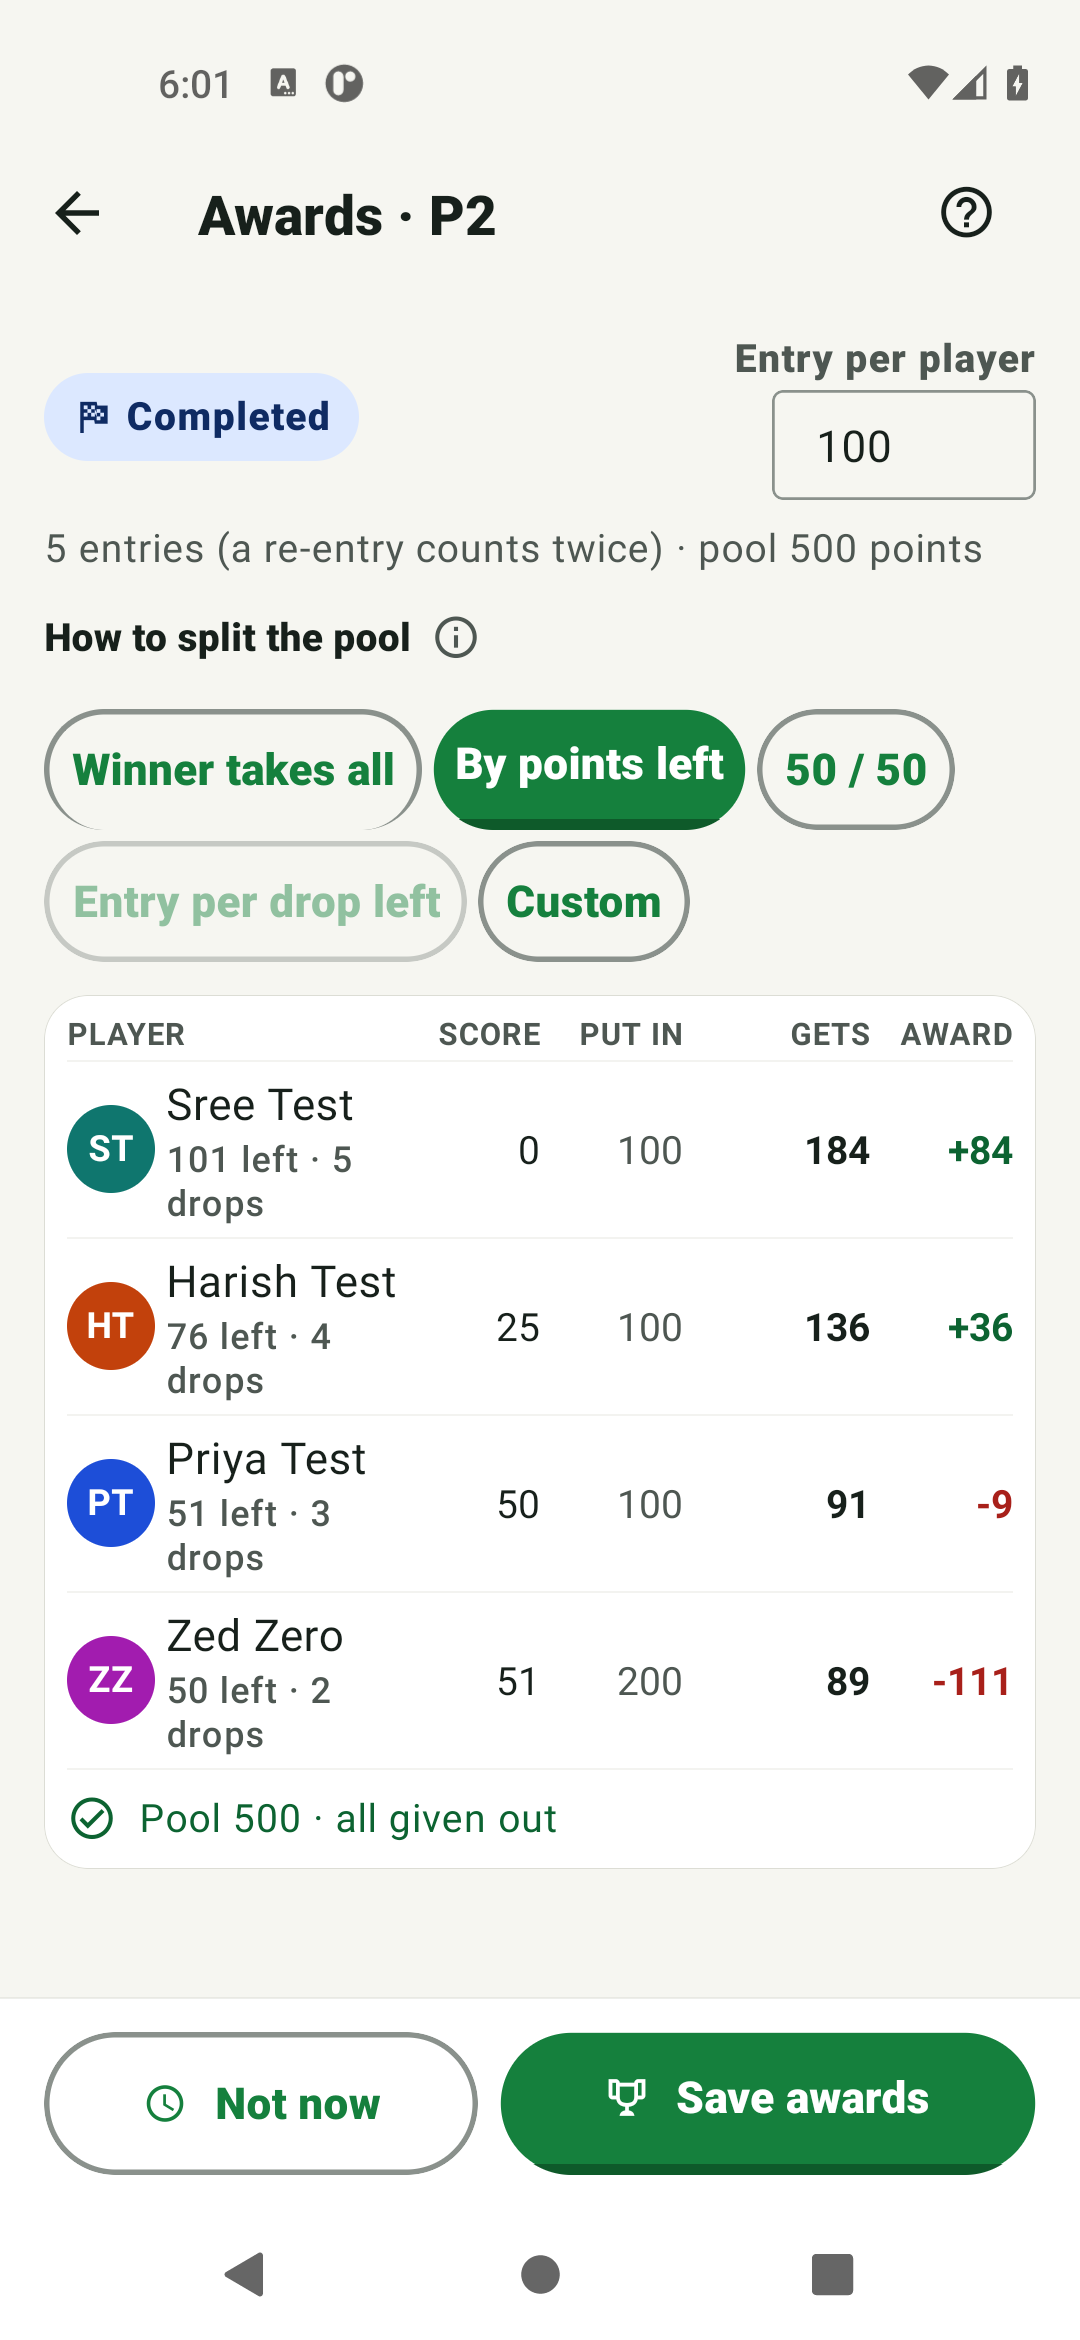 6:01
Awards · P2
Entry per player
Completed
100
5 entries (a re-entry counts twice) · pool 500 points
How to split the pool
Winner takes all By points left 50 / 50
Entry per drop left Custom
PLAYER SCORE PUT IN GETS AWARD
ST Sree Test 0 100 184 +84
101 left · 5
drops
HT Harish Test 25 100 136 +36
76 left · 4
drops
PT Priya Test 50 100 91 -9
51 left · 3
drops
ZZ Zed Zero 51 200 89 -111
50 left · 2
drops
Pool 500 · all given out
Not now Save awards